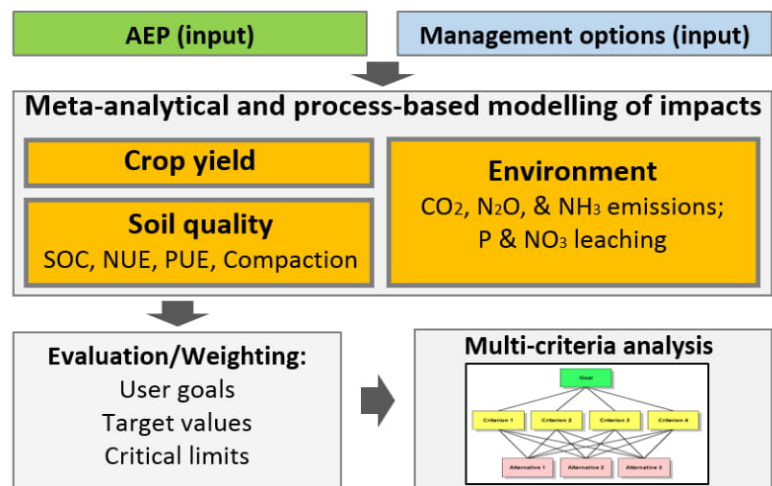 AEP (input)
Management options (input)
Meta-analytical and process-based modelling of impacts
Crop yield
Soil quality
SOC, NUE, PUE, Compaction
Environment
CO₂, N₂O, & NH₃ emissions;
P & NO₃ leaching
Evaluation/Weighting:
User goals
Target values
Critical limits
Multi-criteria analysis
Goal
Criterion 1
Criterion 2
Criterion 3
Criterion 4
Alternative 1
Alternative 2
Alternative 3